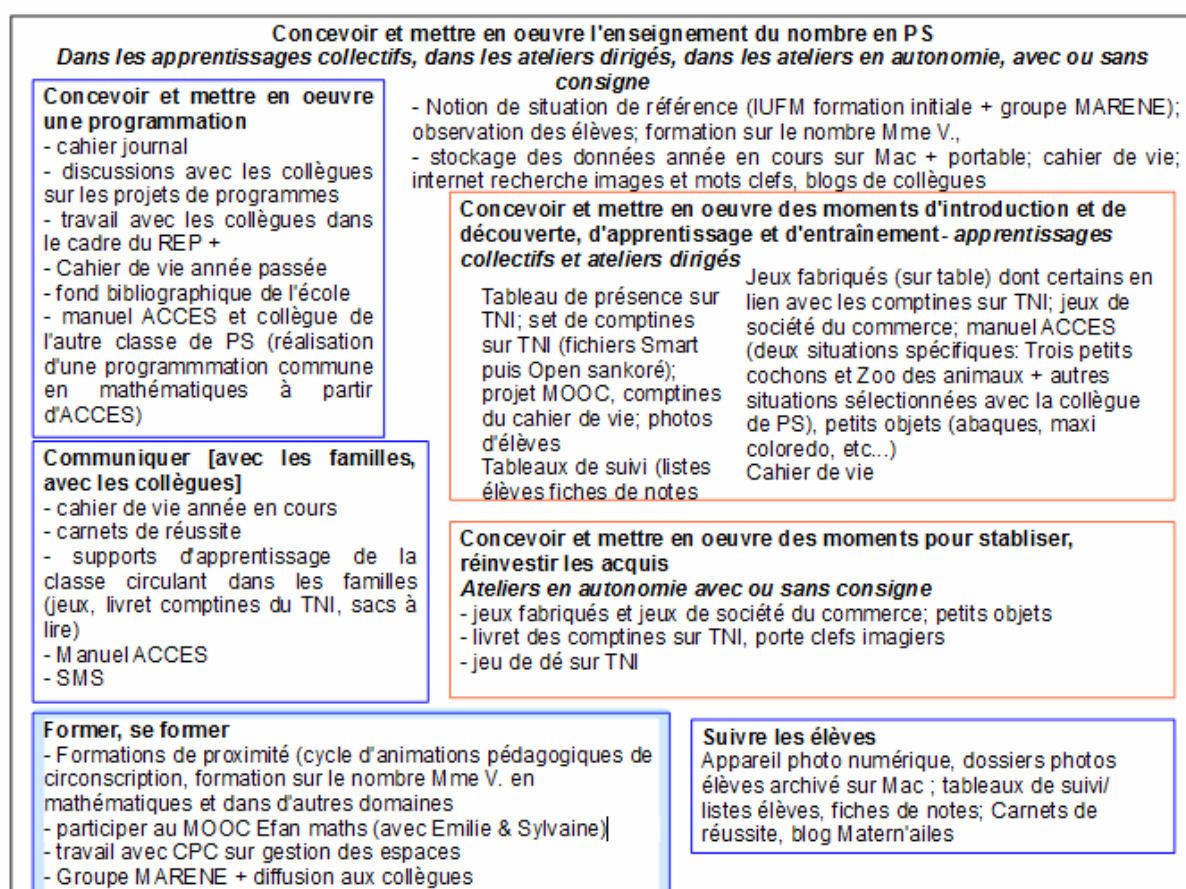 Concevoir et mettre en oeuvre l'enseignement du nombre en PS
Dans les apprentissages collectifs, dans les ateliers dirigés, dans les ateliers en autonomie, avec ou sans
consigne
Concevoir et mettre en oeuvre
une programmation
- cahier journal
- discussions avec les collègues
sur les projets de programmes
- travail avec les collègues dans
le cadre du REP +
- Cahier de vie année passée
- fond bibliographique de l'école
- manuel ACCES et collègue de
l'autre classe de PS (réalisation
d'une programmmation commune
en mathématiques à partir
d'ACCES)
- Notion de situation de référence (IUFM formation initiale + groupe MARENE);
observation des élèves; formation sur le nombre Mme V.,
- stockage des données année en cours sur Mac + portable; cahier de vie;
internet recherche images et mots clefs, blogs de collègues
Concevoir et mettre en oeuvre des moments d'introduction et de
découverte, d'apprentissage et d'entraînement- apprentissages
collectifs et ateliers dirigés
Tableau de présence sur
TNI; set de comptines
sur TNI (fichiers Smart
puis Open sankoré);
projet MOOC, comptines
du cahier de vie; photos
d'élèves
Tableaux de suivi (listes
élèves fiches de notes
Jeux fabriqués (sur table) dont certains en
lien avec les comptines sur TNI; jeux de
société du commerce; manuel ACCES
(deux situations spécifiques: Trois petits
cochons et Zoo des animaux + autres
situations sélectionnées avec la collègue
de PS), petits objets (abaques, maxi
coloredo, etc...)
Cahier de vie
Communiquer [avec les familles,
avec les collègues]
- cahier de vie année en cours
- carnets de réussite
- supports d'apprentissage de la
classe circulant dans les familles
(jeux, livret comptines du TNI, sacs à
lire)
- Manuel ACCES
- SMS
Concevoir et mettre en oeuvre des moments pour stabliser,
réinvestir les acquis
Ateliers en autonomie avec ou sans consigne
- jeux fabriqués et jeux de société du commerce; petits objets
- livret des comptines sur TNI, porte clefs imagiers
- jeu de dé sur TNI
Former, se former
- Formations de proximité (cycle d'animations pédagogiques de
circonscription, formation sur le nombre Mme V. en
mathématiques et dans d'autres domaines
- participer au MOOC Efan maths (avec Emilie & Sylvaine)
- travail avec CPC sur gestion des espaces
- Groupe MARENE + diffusion aux collègues
Suivre les élèves
Appareil photo numérique, dossiers photos
élèves archivé sur Mac ; tableaux de suivi/
listes élèves, fiches de notes; Carnets de
réussite, blog Matern'ailes